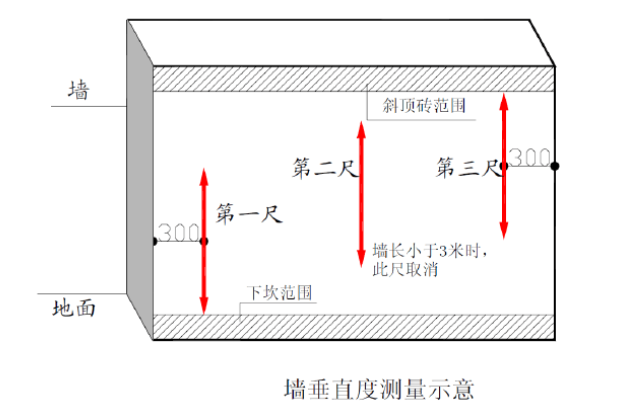 墙
斜顶砖范围
300
第二尺
第三尺
第一尺
300
墙长小于3米时，
此尺取消
下坎范围
地面
墙垂直度测量示意